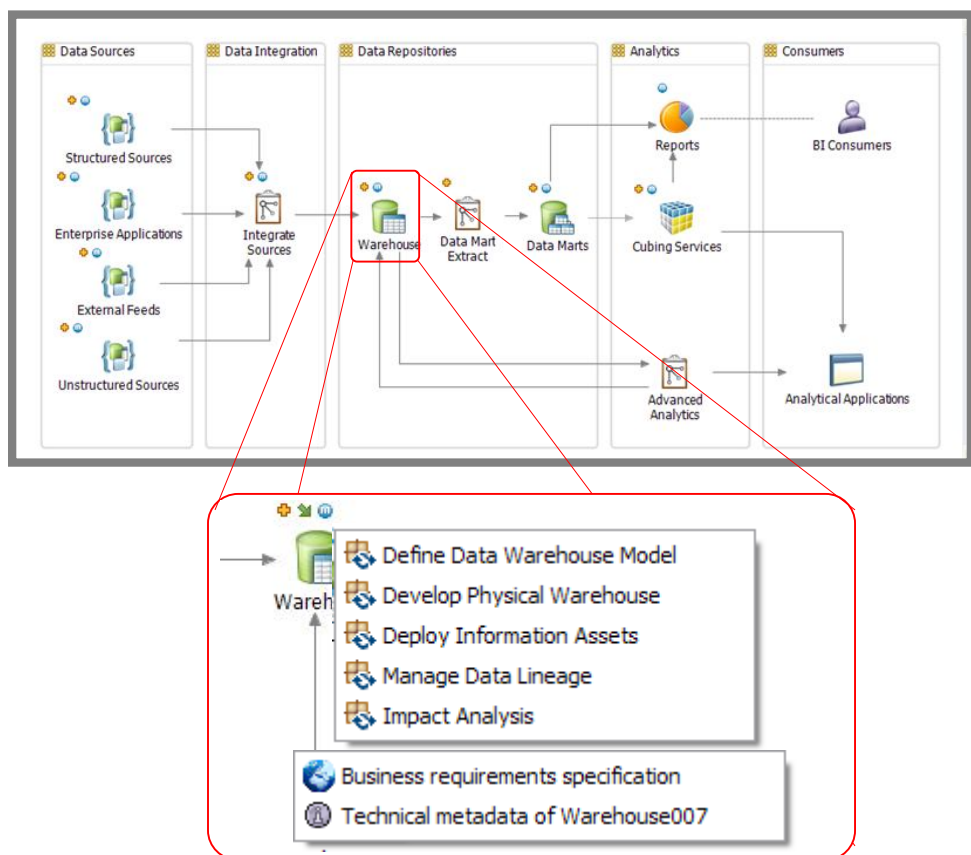 Data Sources
Data Integration
Data Repositories
Analytics
Consumers
Structured Sources
Enterprise Applications
External Feeds
Unstructured Sources
Integrate
Sources
Warehouse
Data Mart
Extract
Data Marts
Reports
Cubing Services
Advanced
Analytics
BI Consumers
Analytical Applications
Wareh
Define Data Warehouse Model
Develop Physical Warehouse
Deploy Information Assets
Manage Data Lineage
Impact Analysis
Business requirements specification
Technical metadata of Warehouse007